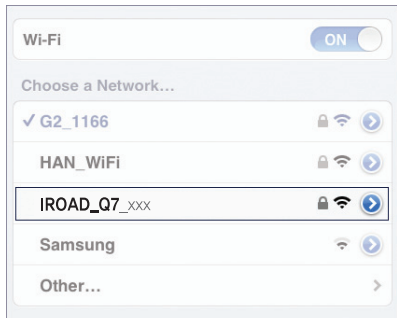 Wi-Fi ON
Choose a Network...
✓ G2_1166
HAN_WiFi
IROAD_Q7_xxx
Samsung
Other...